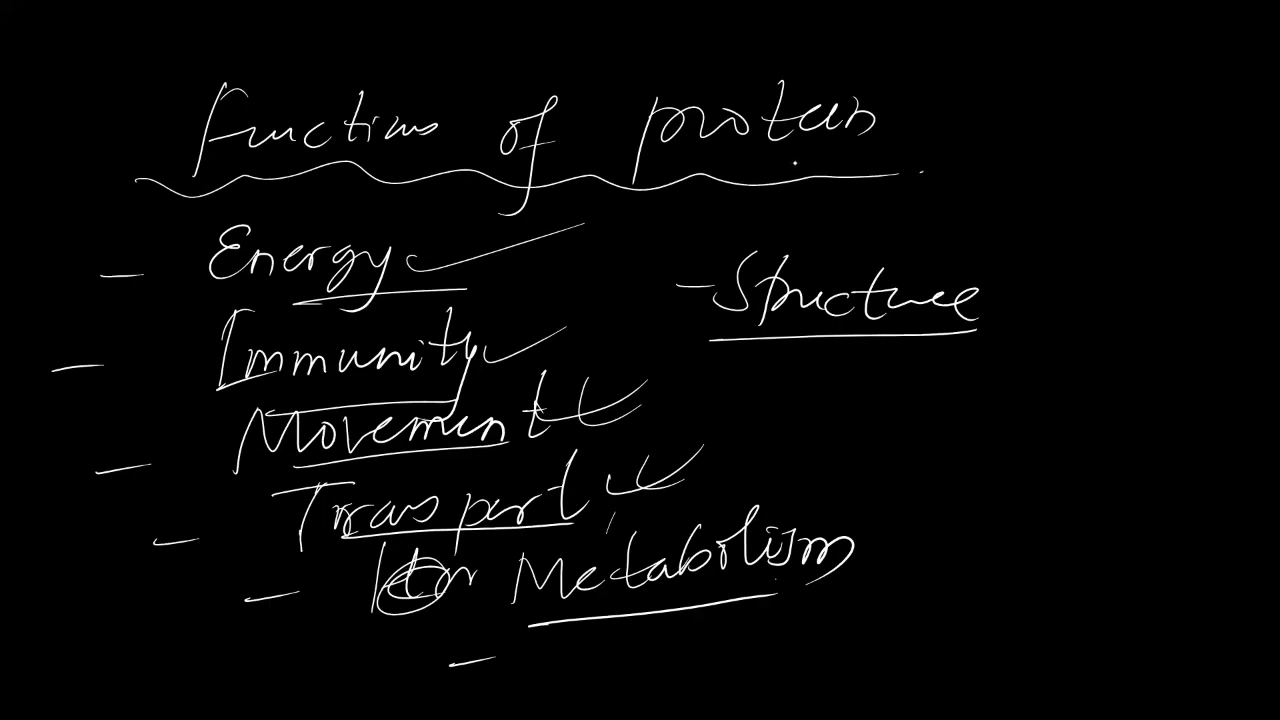 Functions of protein
- Energy
- Immunity
- Movement
- Transport
- Metabolism
-
- Structure